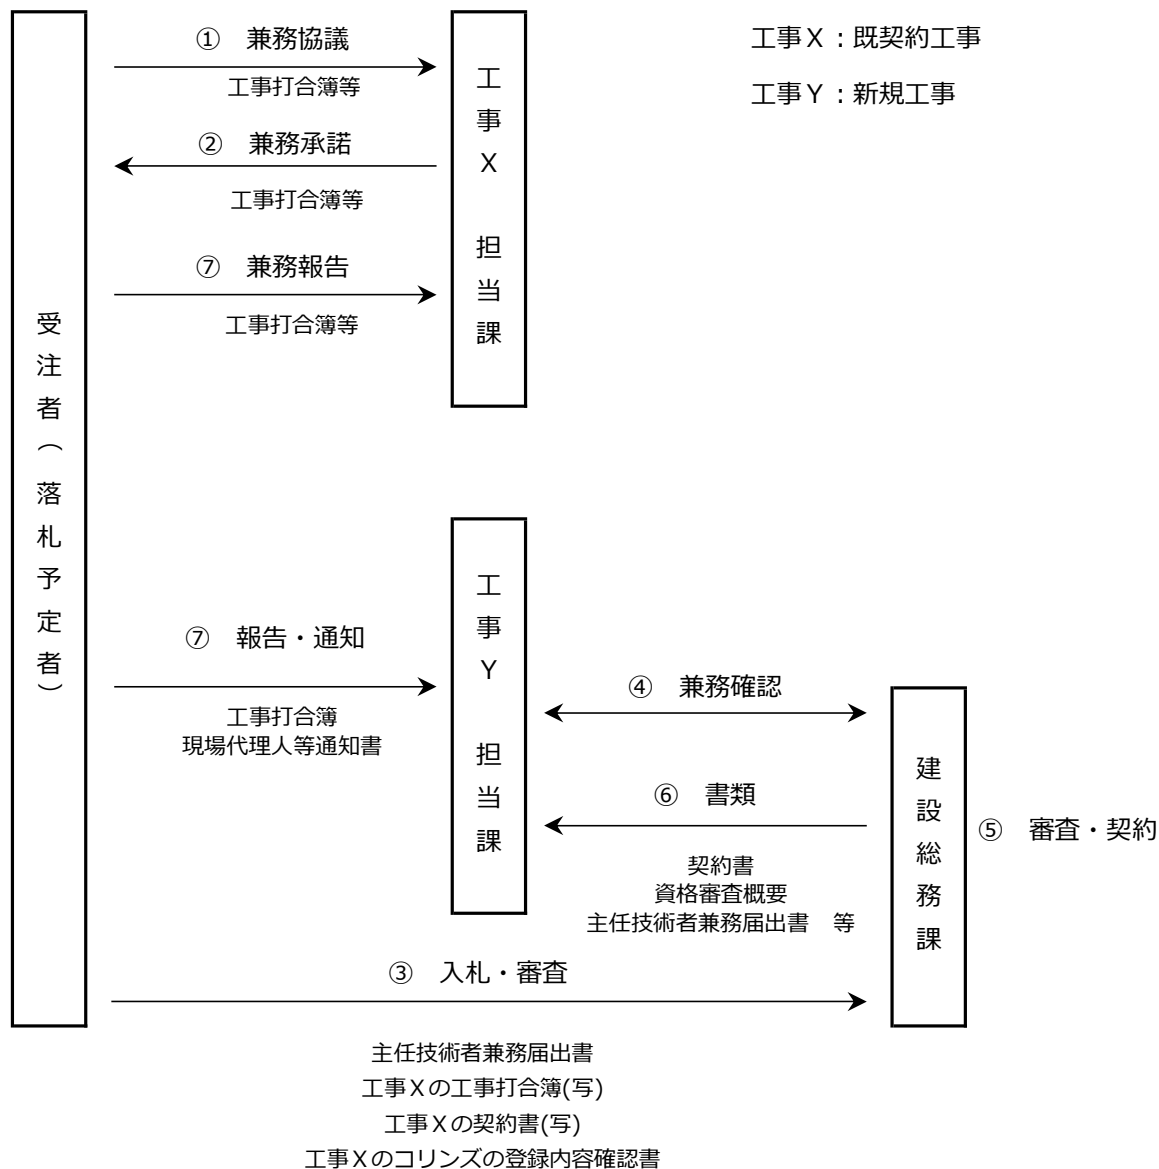 ① 兼務協議
工事打合簿等
② 兼務承諾
工事打合簿等
⑦ 兼務報告
工事打合簿等
工事X 担当課
工事X：既契約工事
工事Y：新規工事
受注者（落札予定者）
⑦ 報告・通知
工事打合簿
現場代理人等通知書
工事Y 担当課
④ 兼務確認
⑥ 書類
契約書
資格審査概要
主任技術者兼務届出書 等
建設総務課
⑤ 審査・契約
③ 入札・審査
主任技術者兼務届出書
工事Xの工事打合簿(写)
工事Xの契約書(写)
工事Xのコリンズの登録内容確認書